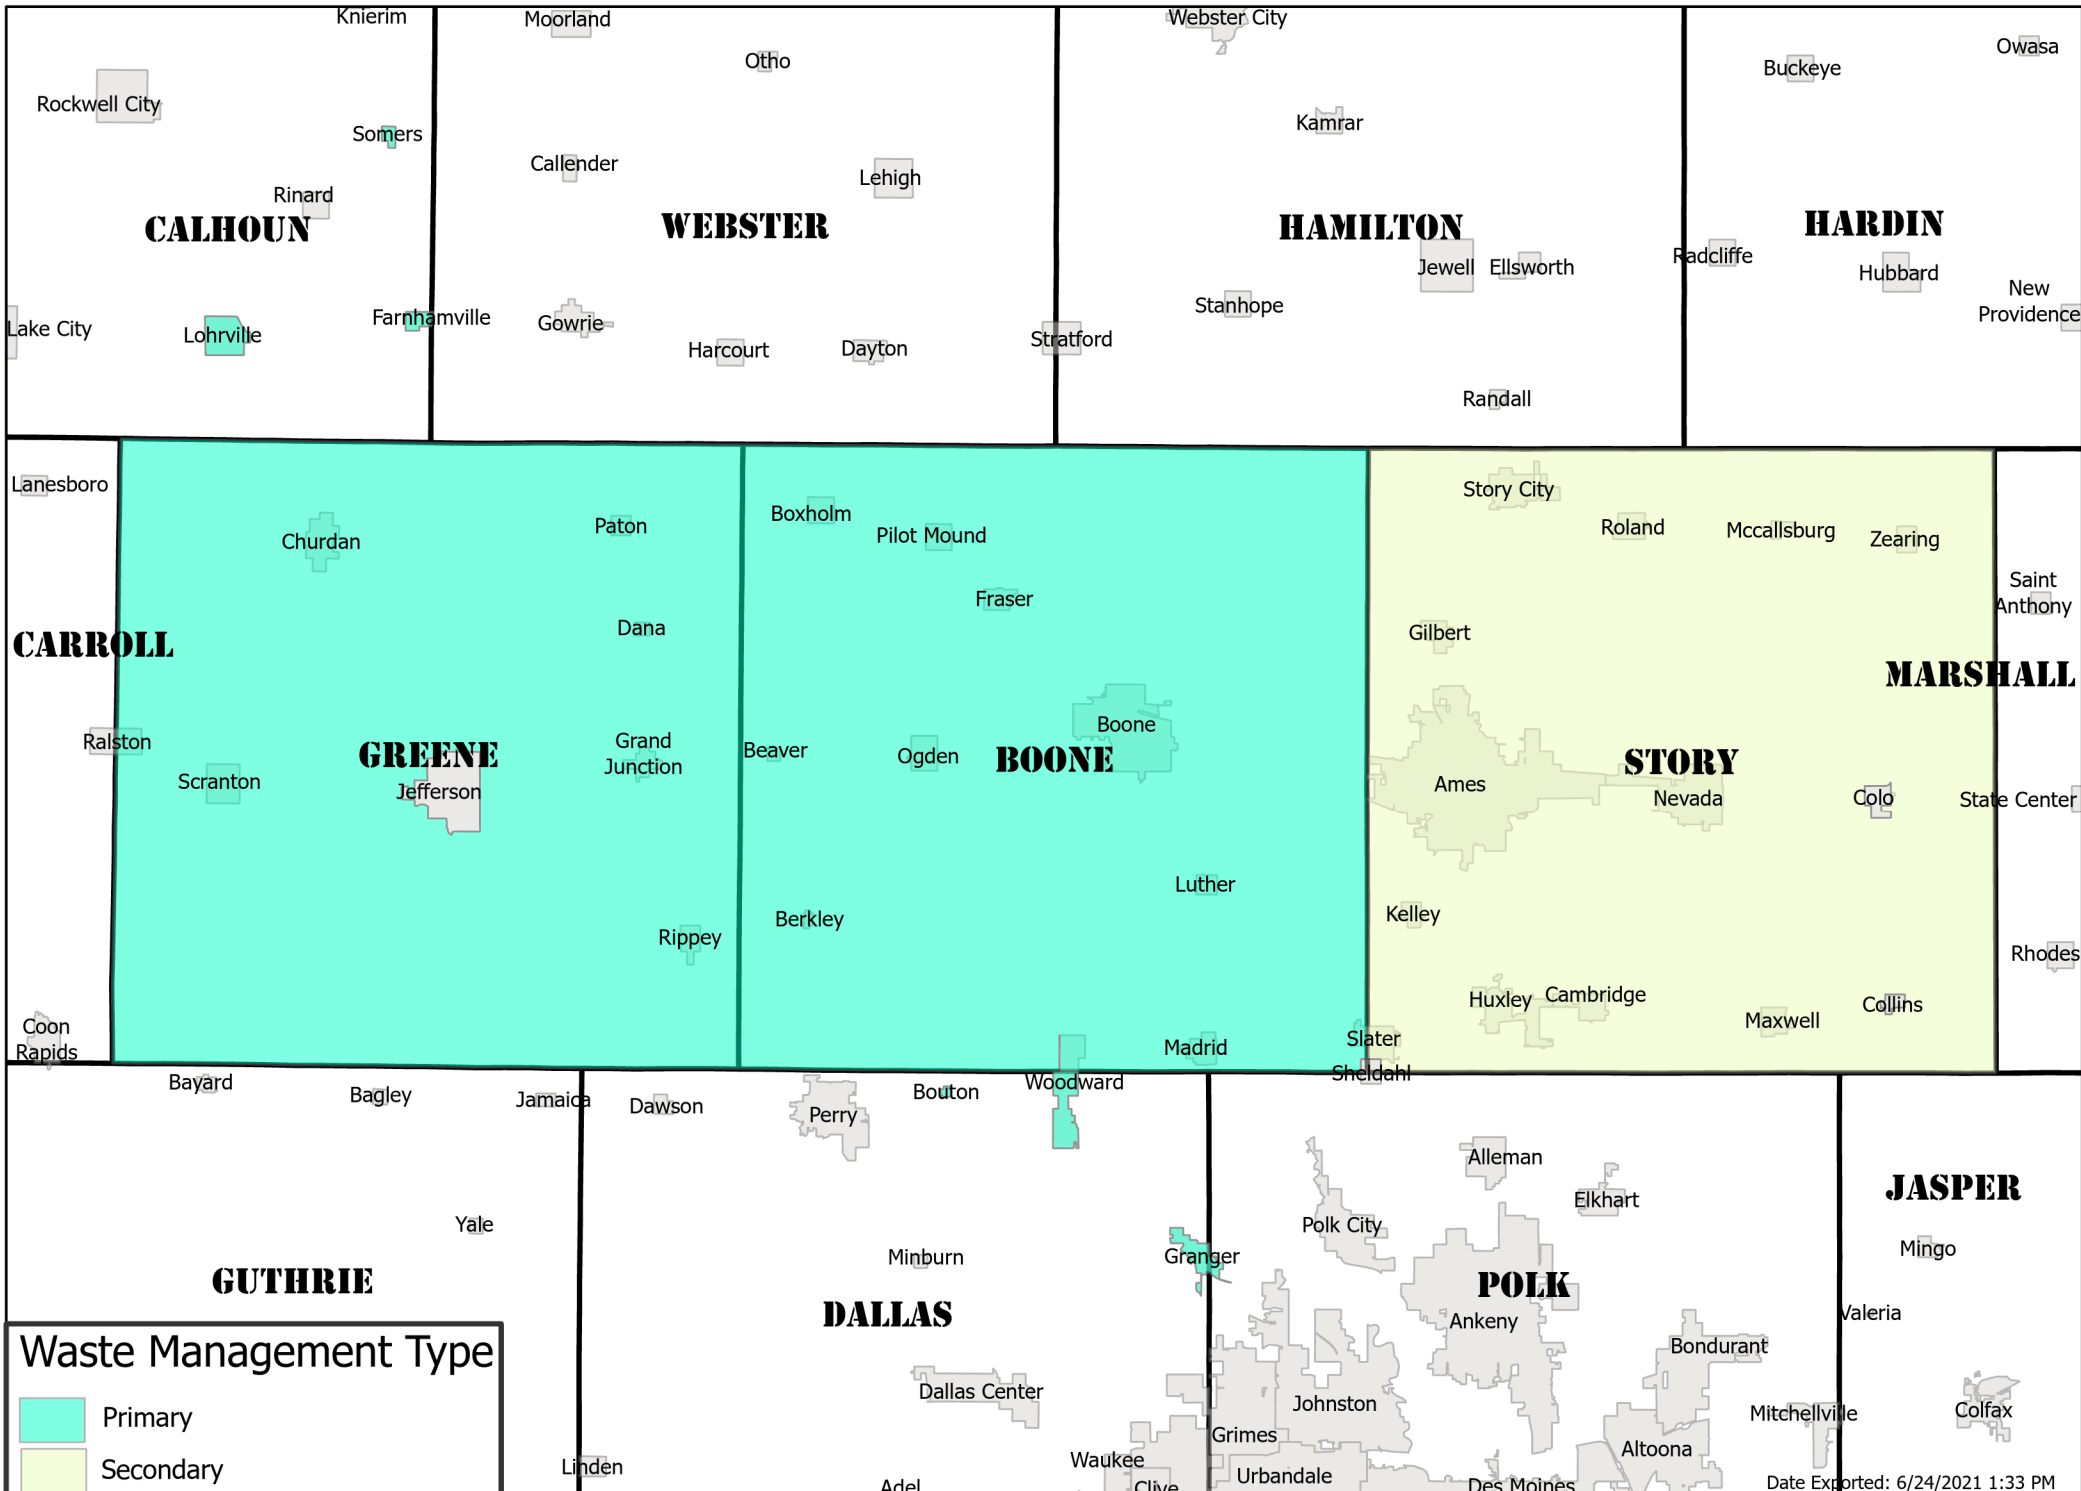 Knierim
Moorland
Webster City
Otho
Owasa
Buckeye
Rockwell City
Somers
Kamrar
Callender
Lehigh
Rinard
CALHOUN
WEBSTER
HAMILTON
HARDIN
Radcliffe
Jewell
Ellsworth
Hubbard
New
Providence
Stanhope
Lake City
Lohrville
Farnhamville
Gowrie
Harcourt
Dayton
Stratford
Randall
Lanesboro
Churdan
Paton
Boxholm
Pilot Mound
Story City
Roland
Mccallsburg
Zearing
Fraser
Saint
Anthony
Dana
Gilbert
CARROLL
MARSHALL
Ralston
GREENE
Grand
Junction
Beaver
Ogden
Boone
BOONE
STORY
Scranton
Jefferson
Ames
Nevada
Colo
State Center
Luther
Berkley
Kelley
Rippey
Rhodes
Huxley
Cambridge
Collins
Maxwell
Coon
Rapids
Madrid
Slater
Sheldahl
Bayard
Bagley
Jamaica
Dawson
Perry
Bouton
Woodward
Alleman
Elkhart
JASPER
Yale
Polk City
Minburn
Granger
Mingo
GUTHRIE
DALLAS
POLK
Ankeny
Valeria
Bondurant
Dallas Center
Johnston
Mitchellville
Colfax
Grimes
Altoona
Waukee
Urbandale
Linden
Adel
Clive
Des Moines
Waste Management Type
Primary
Secondary
Date Exported: 6/24/2021 1:33 PM